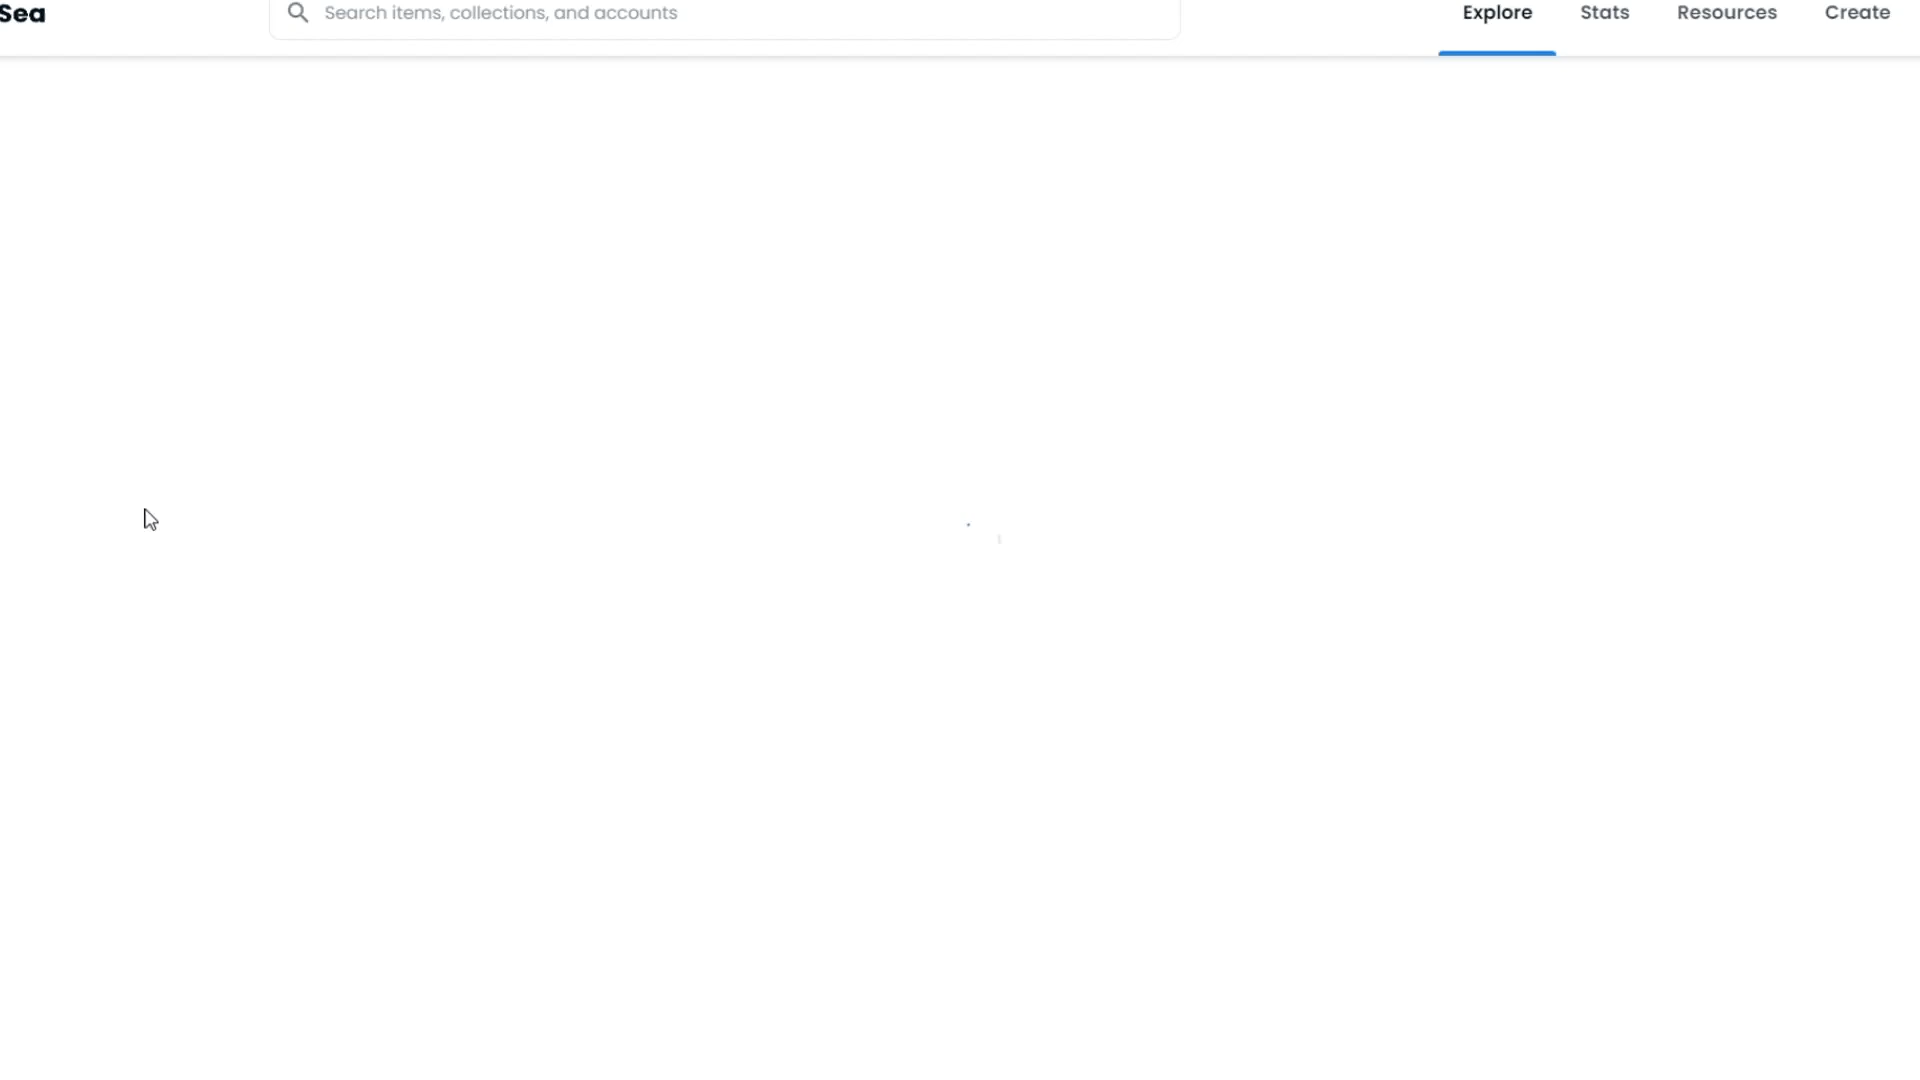 Sea
Search items, collections, and accounts
Explore
Stats
Resources
Create